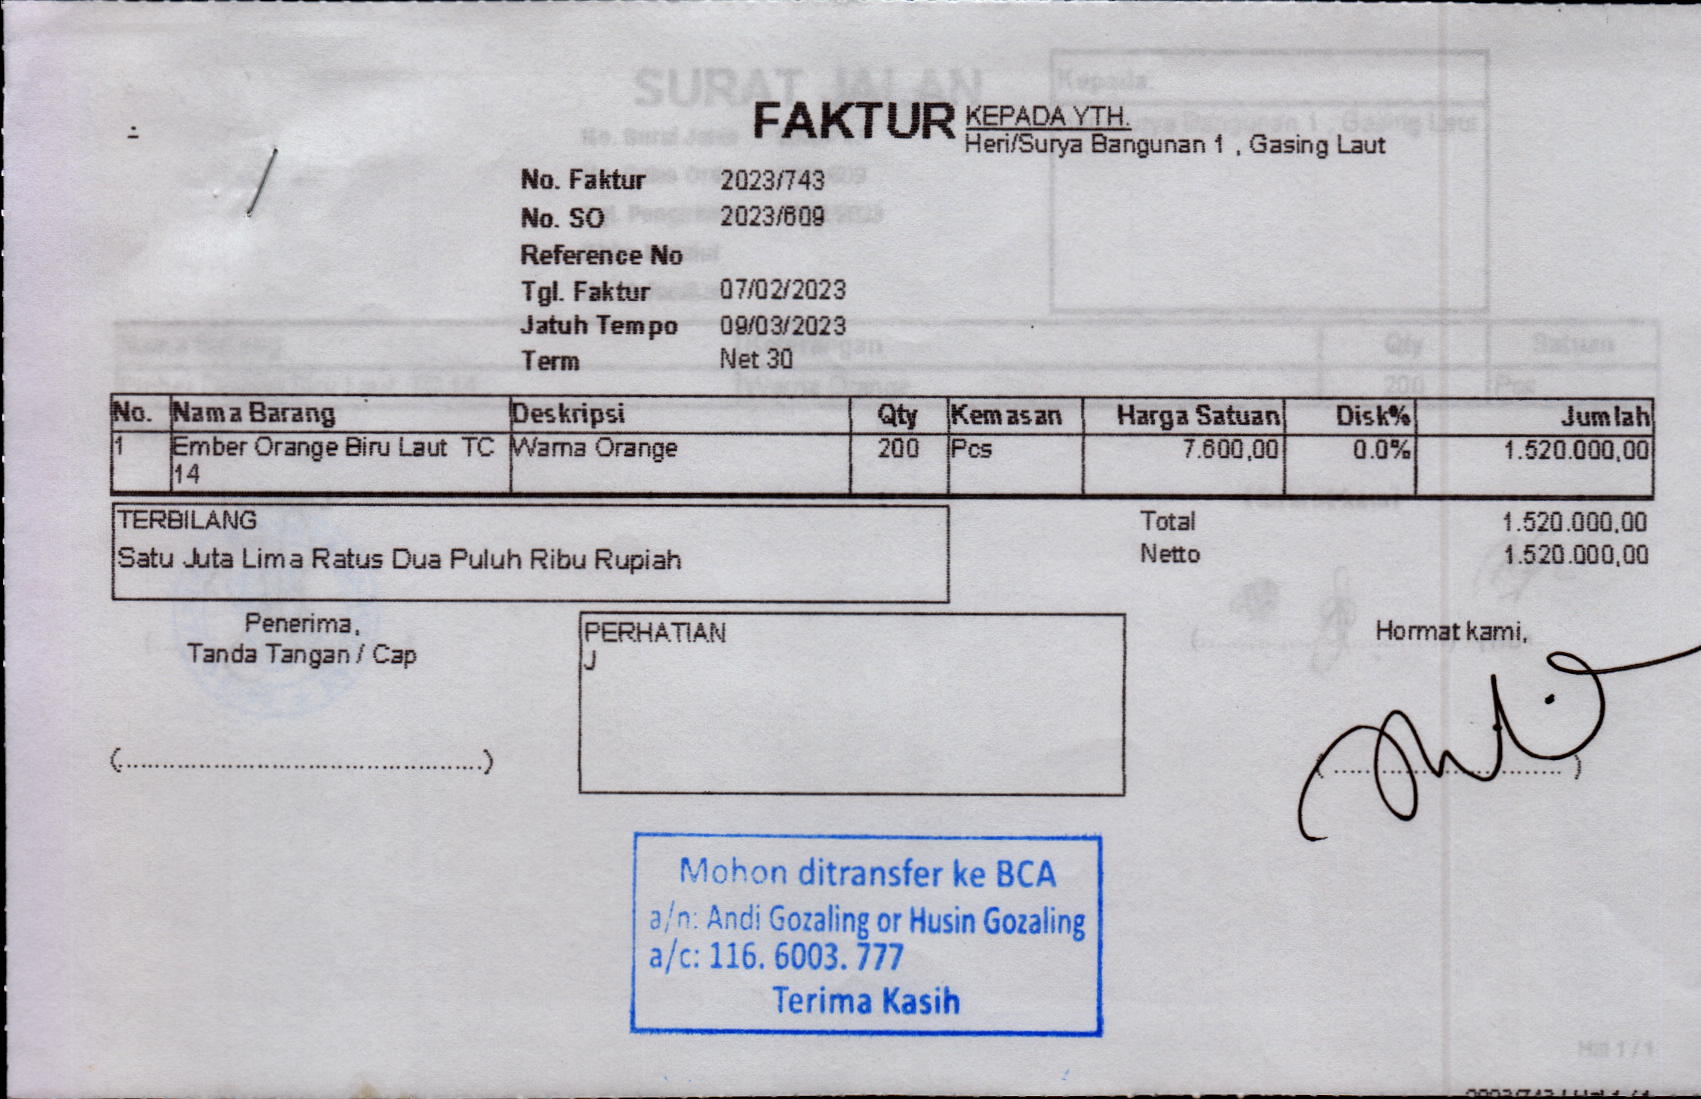 FAKTUR
KEPADA YTH.
Heri/Surya Bangunan 1 , Gasing Laut
No. Faktur 2023/743
No. SO 2023/609
Reference No
Tgl. Faktur 07/02/2023
Jatuh Tempo 09/03/2023
Term Net 30
No. Nama Barang Deskripsi Qty Kemasan Harga Satuan Disk% Jumlah
1 Ember Orange Biru Laut TC 14 Warna Orange 200 Pcs 7.600,00 0.0% 1.520.000,00
TERBILANG
Satu Juta Lima Ratus Dua Puluh Ribu Rupiah
Total 1.520.000,00
Netto 1.520.000,00
Penerima,
Tanda Tangan / Cap
(...............................................)
PERHATIAN
J
Hormat kami,
Mohon ditransfer ke BCA
a/n: Andi Gozaling or Husin Gozaling
a/c: 116. 6003. 777
Terima Kasih